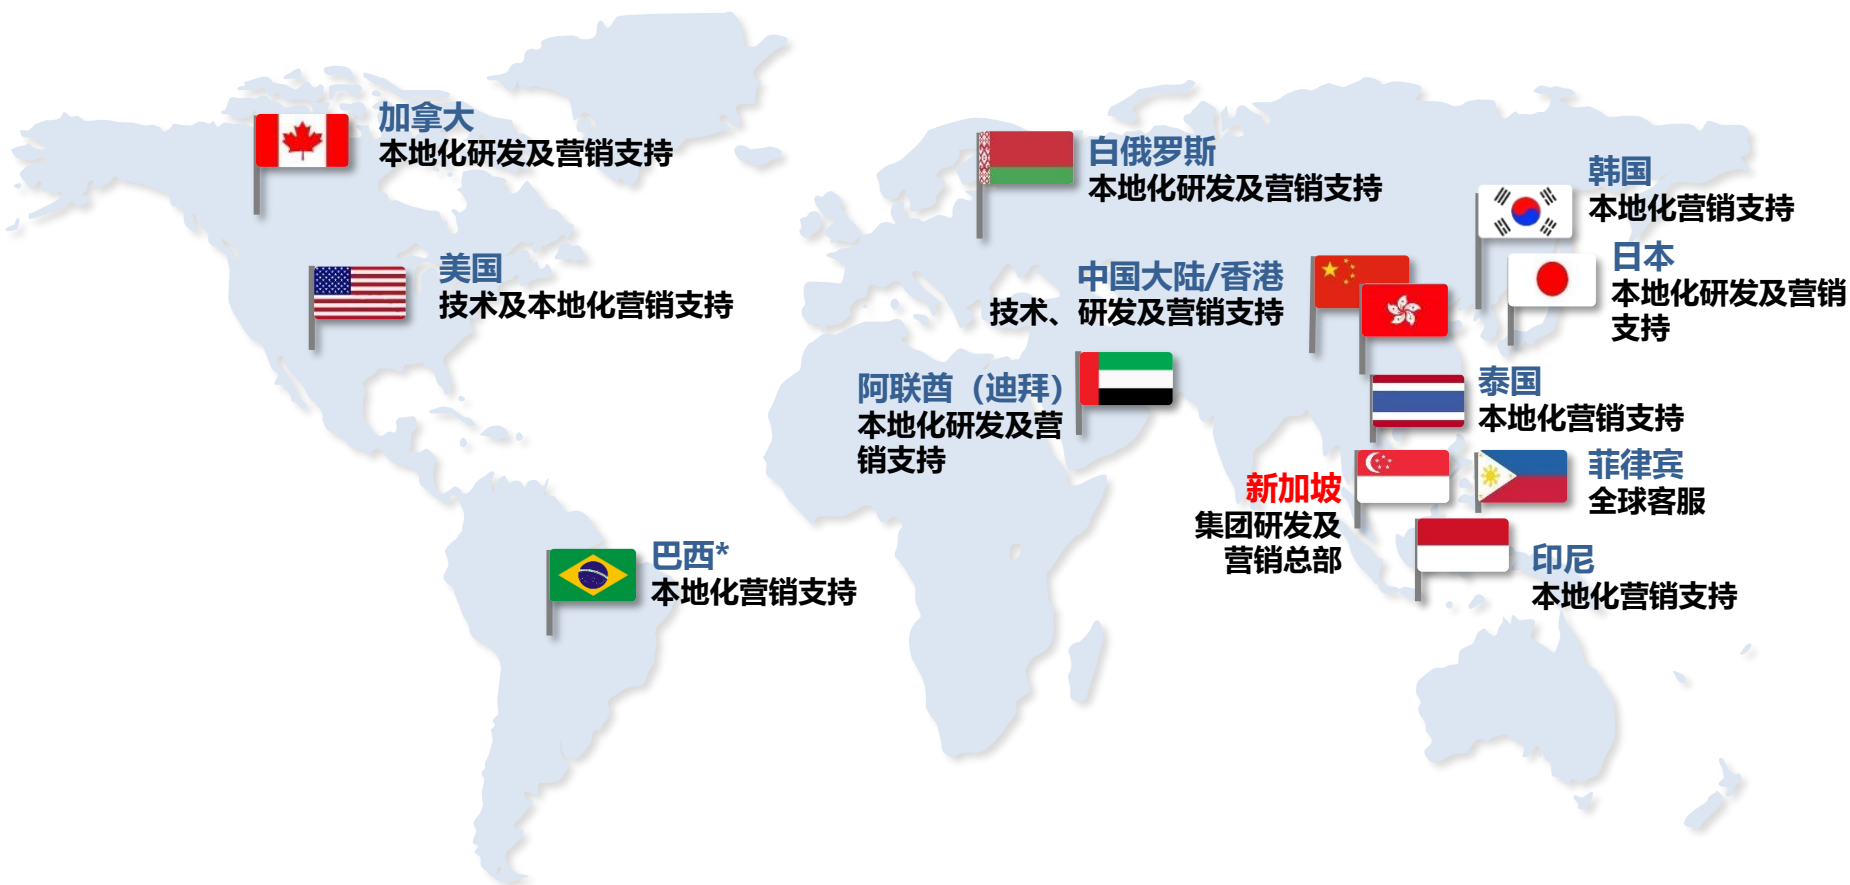 加拿大
本地化研发及营销支持
美国
技术及本地化营销支持
巴西*
本地化营销支持
白俄罗斯
本地化研发及营销支持
中国大陆/香港
技术、研发及营销支持
阿联酋（迪拜）
本地化研发及营
销支持
韩国
本地化营销支持
日本
本地化研发及营销
支持
泰国
本地化营销支持
新加坡
集团研发及
营销总部
菲律宾
全球客服
印尼
本地化营销支持